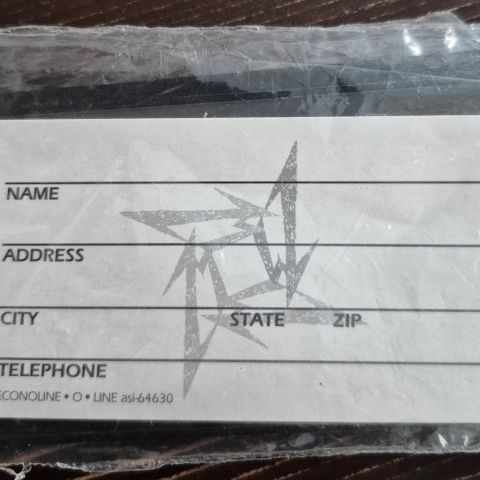 NAME
ADDRESS
CITY STATE ZIP
TELEPHONE
ECONOLINE • O • LINE asi-64630